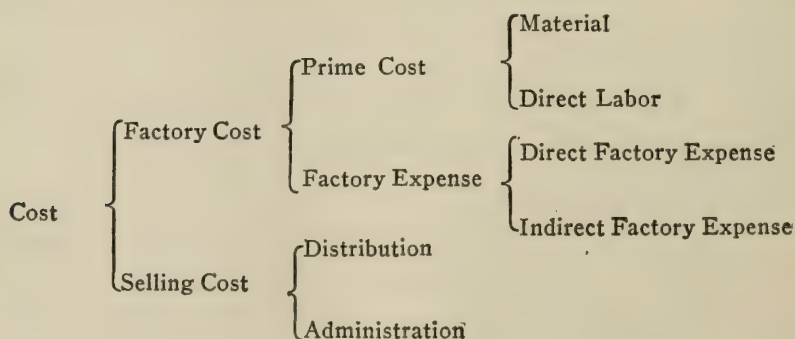 Material
Prime Cost
Direct Labor
Factory Cost
Direct Factory Expense
Factory Expense
Cost
Indirect Factory Expense
Distribution
Selling Cost
Administration